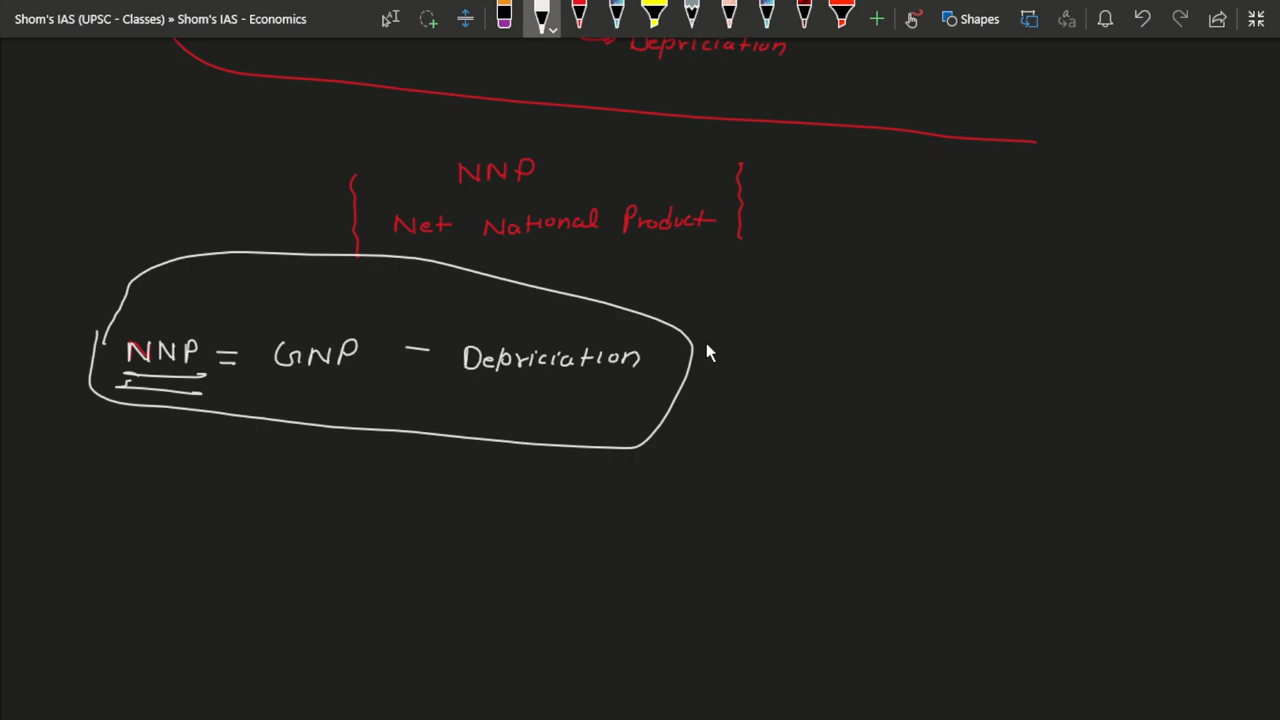 Shom's IAS (UPSC - Classes) » Shom's IAS - Economics
Shapes
Depriciation
NNP
Net National Product
NNP = GNP - Depriciation